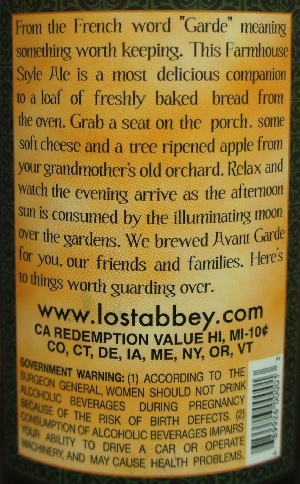 From the French word "Garde" meaning
something worth keeping. This Farmhouse
Style Ale is a most delicious companion
to a loaf of freshly baked bread from
the oven. Grab a seat on the porch. some
soft cheese and a tree ripened apple from
your grandmother's old orchard. Relax and
watch the evening arrive as the afternoon
sun is consumed by the illuminating moon
over the gardens. We brewed Avant Garde
for you, our friends and families. Here's
to things worth guarding over.
www.lostabbey.com
CA REDEMPTION VALUE HI, MI-10¢
CO, CT, DE, IA, ME, NY, OR, VT
GOVERNMENT WARNING: (1) ACCORDING TO THE
SURGEON GENERAL, WOMEN SHOULD NOT DRINK
ALCOHOLIC BEVERAGES DURING PREGNANCY
BECAUSE OF THE RISK OF BIRTH DEFECTS. (2)
CONSUMPTION OF ALCOHOLIC BEVERAGES IMPAIRS
YOUR ABILITY TO DRIVE A CAR OR OPERATE
MACHINERY, AND MAY CAUSE HEALTH PROBLEMS.